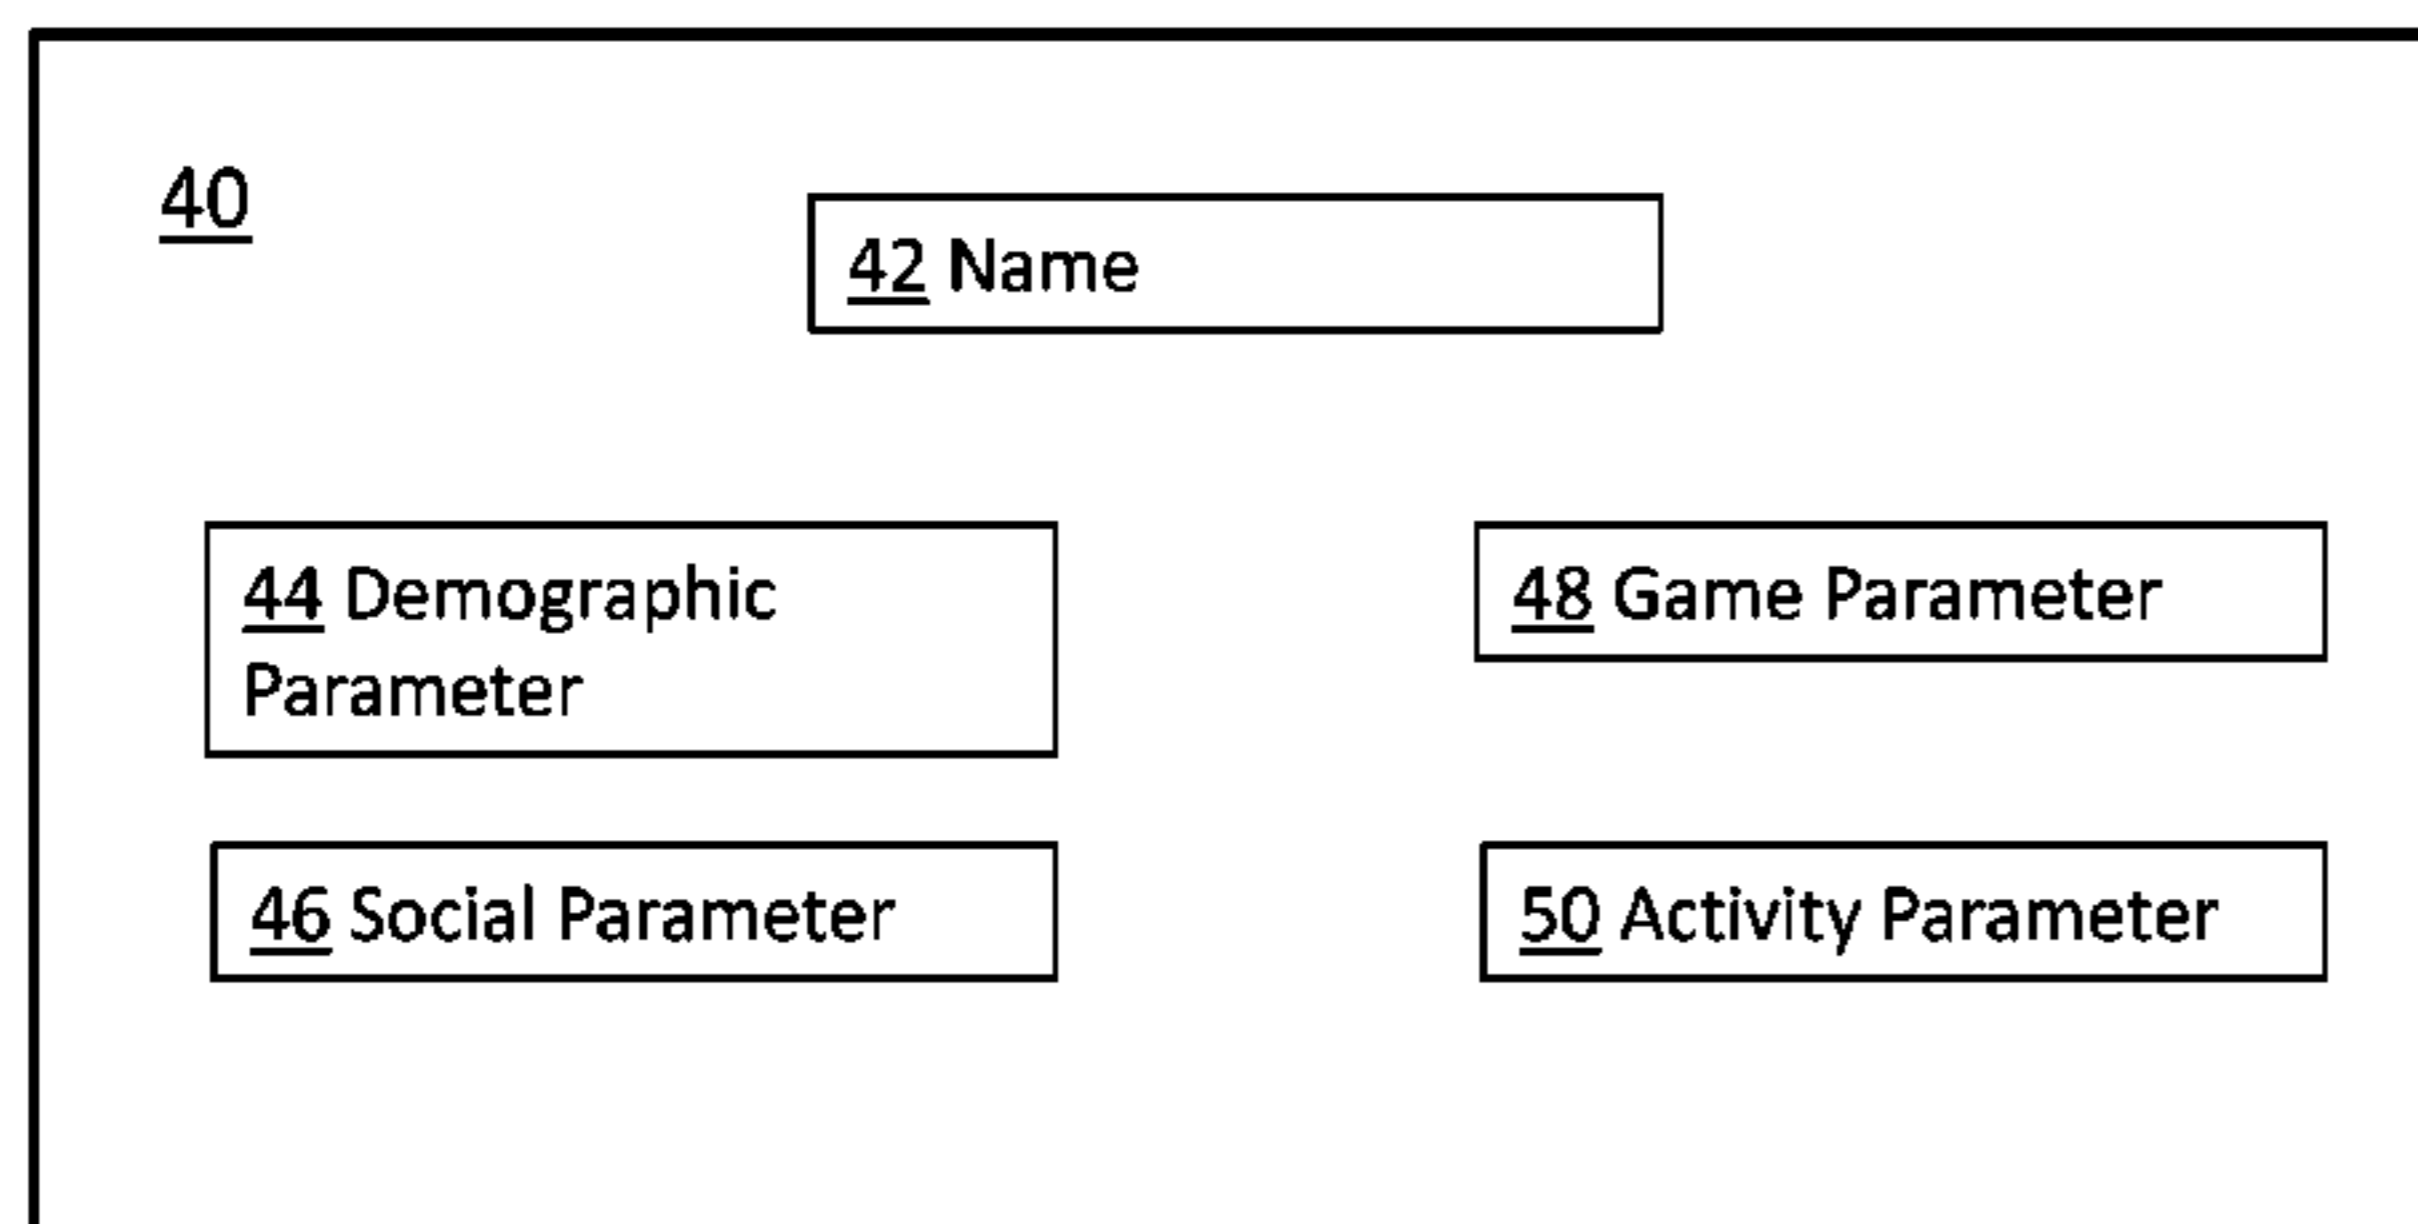 40
42 Name
44 Demographic
Parameter
48 Game Parameter
46 Social Parameter
50 Activity Parameter